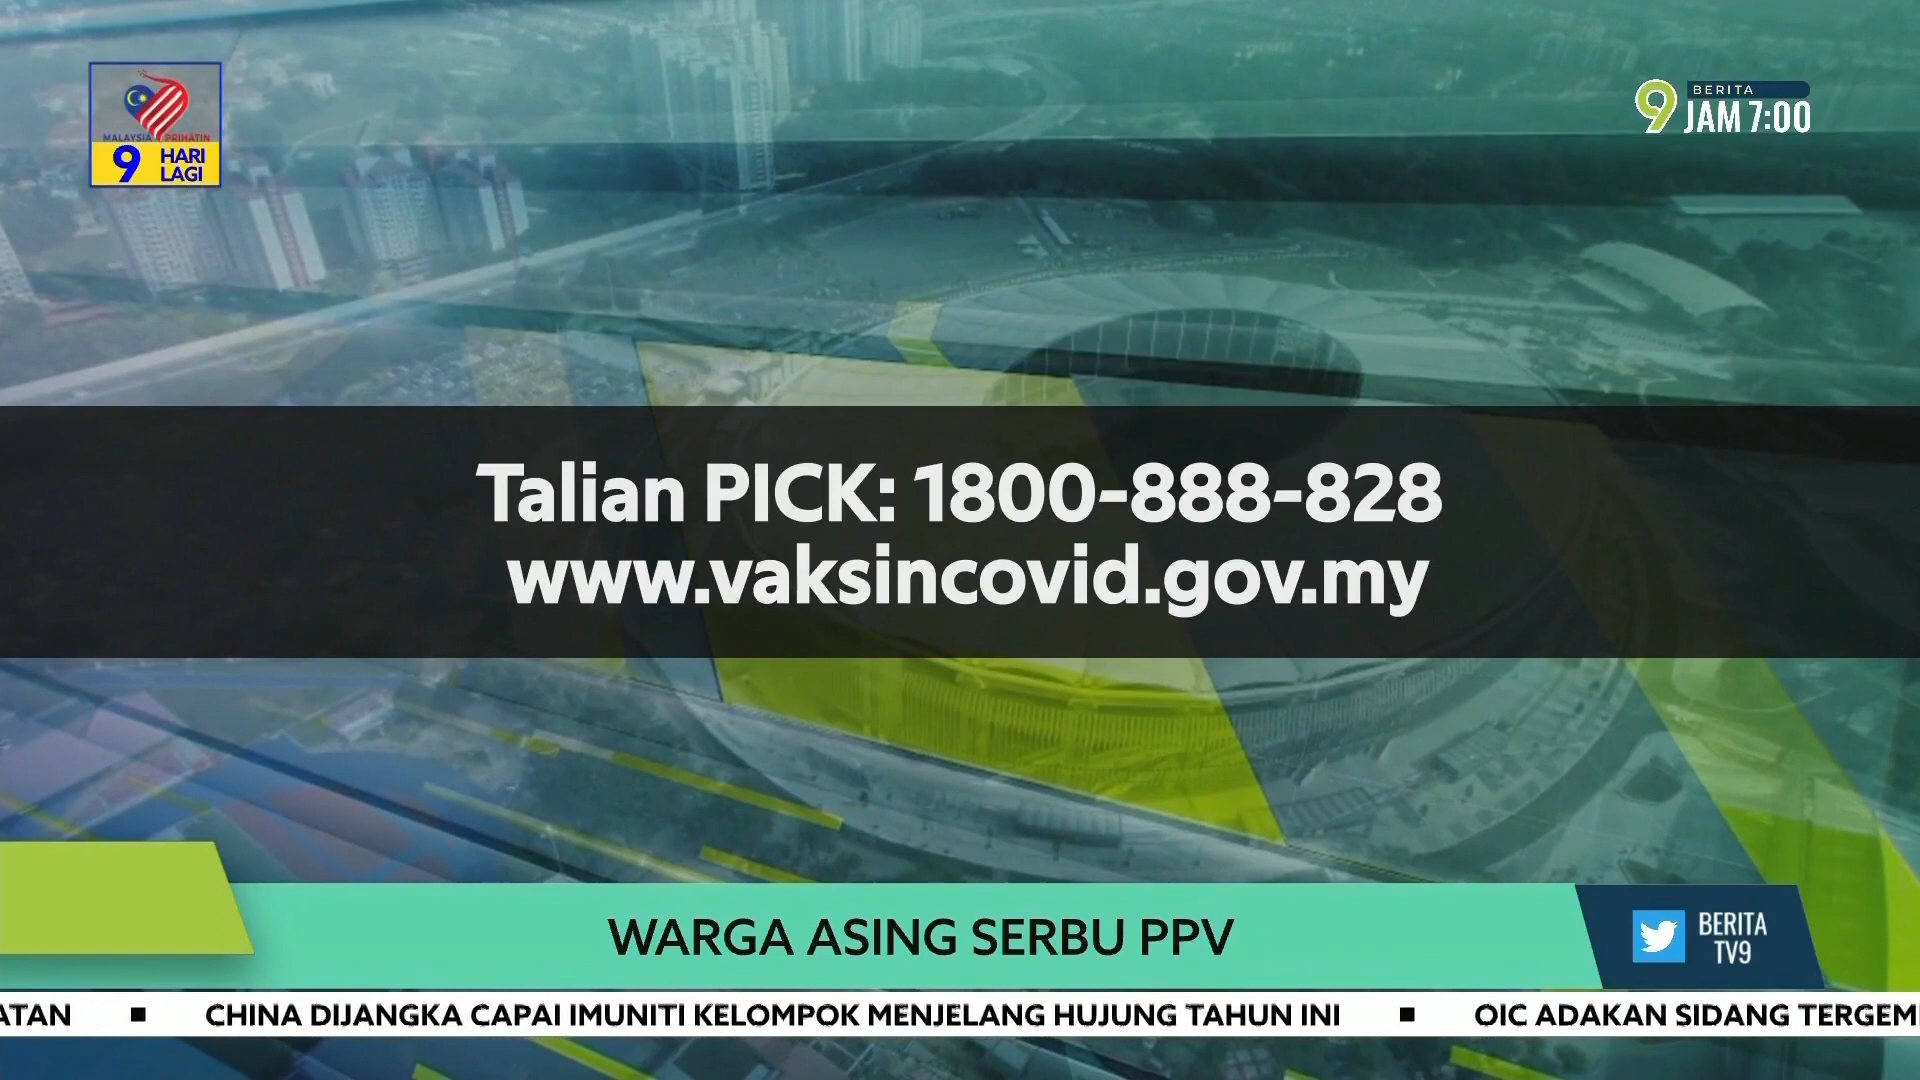 MALAYSIA PRIHATIN
9 HARI LAGI
9 BERITA
JAM 7:00
Talian PICK: 1800-888-828
www.vaksincovid.gov.my
WARGA ASING SERBU PPV
BERITA
TV9
ATAN ▪ CHINA DIJANGKA CAPAI IMUNITI KELOMPOK MENJELANG HUJUNG TAHUN INI ▪ OIC ADAKAN SIDANG TERGEM